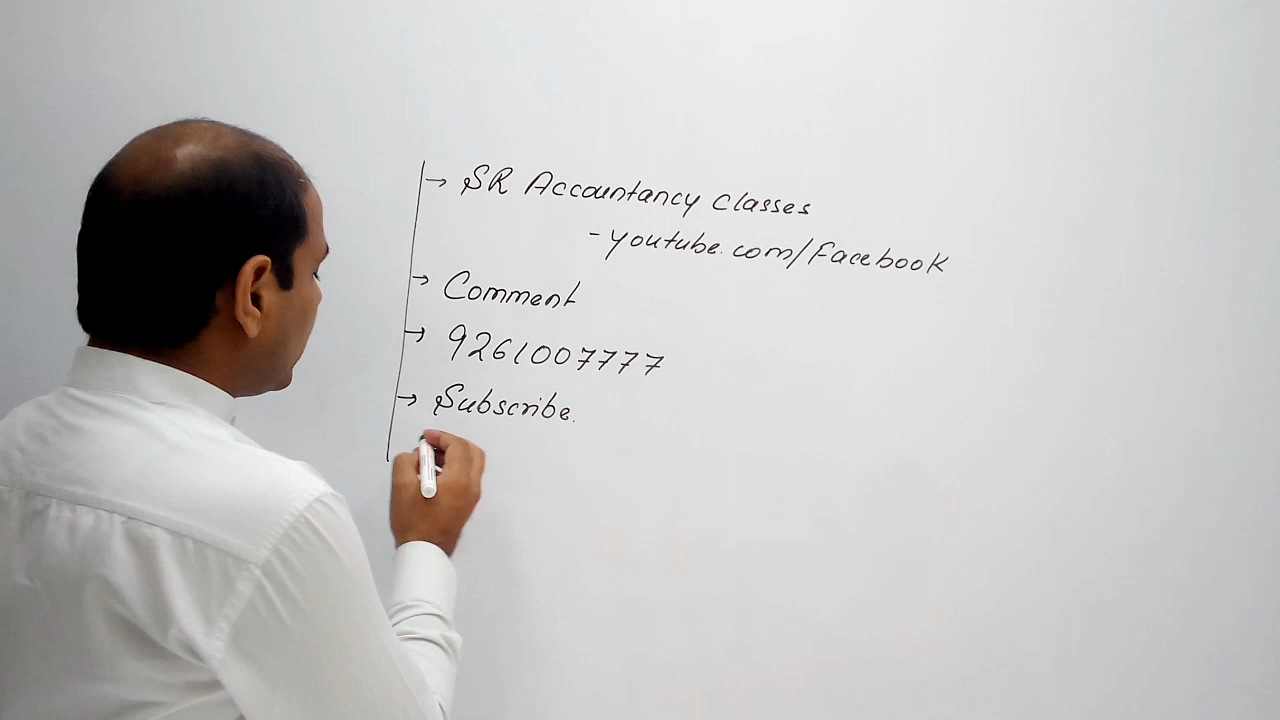 → SR Accountancy classes
- youtube.com/Facebook
→ Comment
→ 9261007777
→ Subscribe.